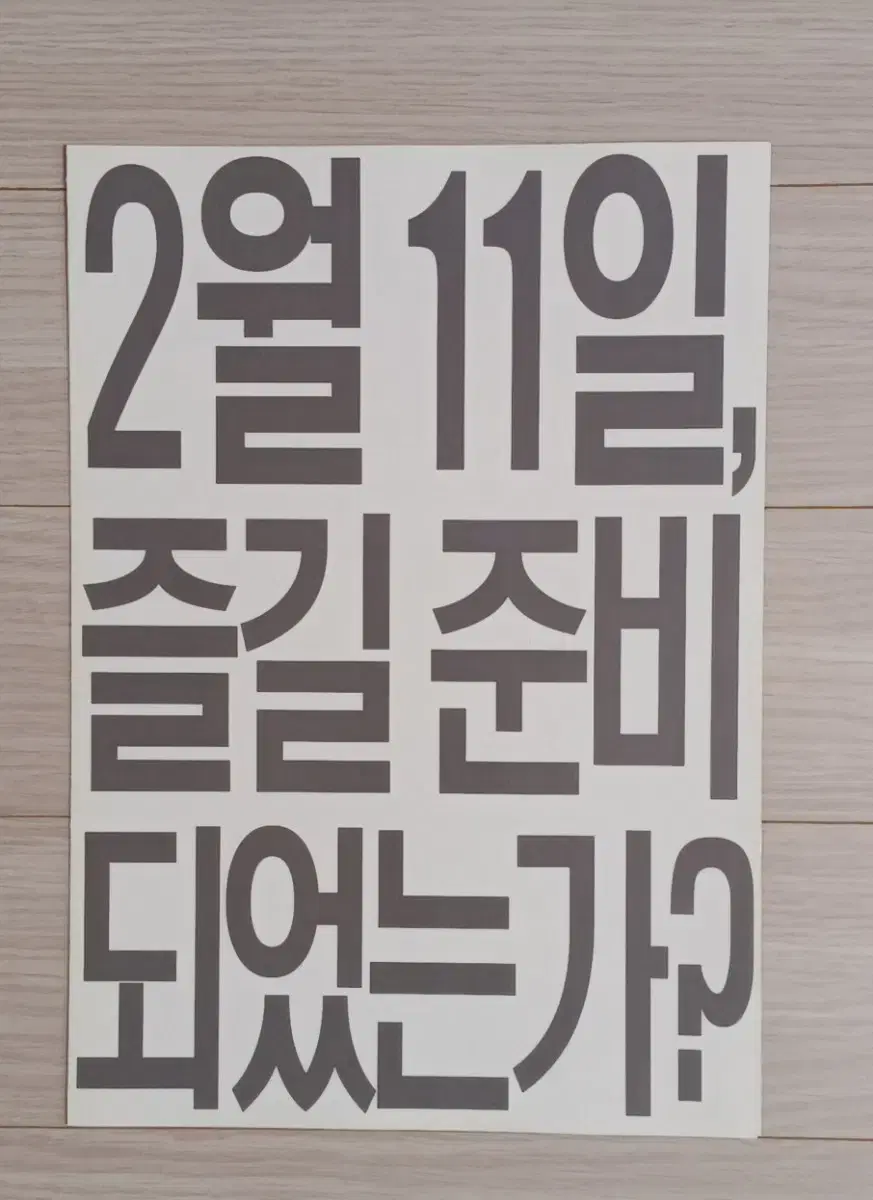 2월 11일,
즐길 준비
되었는가?